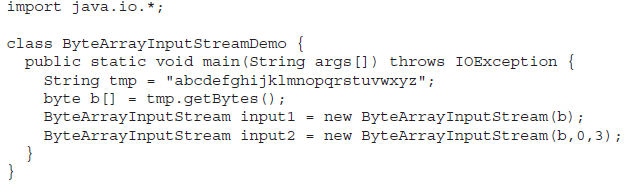 import java.io.*;
class ByteArrayInputStreamDemo {
public static void main(String args[]) throws IOException {
String tmp = "abcdefghijklmnopqrstuvwxyz";
byte b[] = tmp.getBytes();
ByteArrayInputStream input1 = new ByteArrayInputStream(b);
ByteArrayInputStream input2 = new ByteArrayInputStream(b,0,3);
}
}